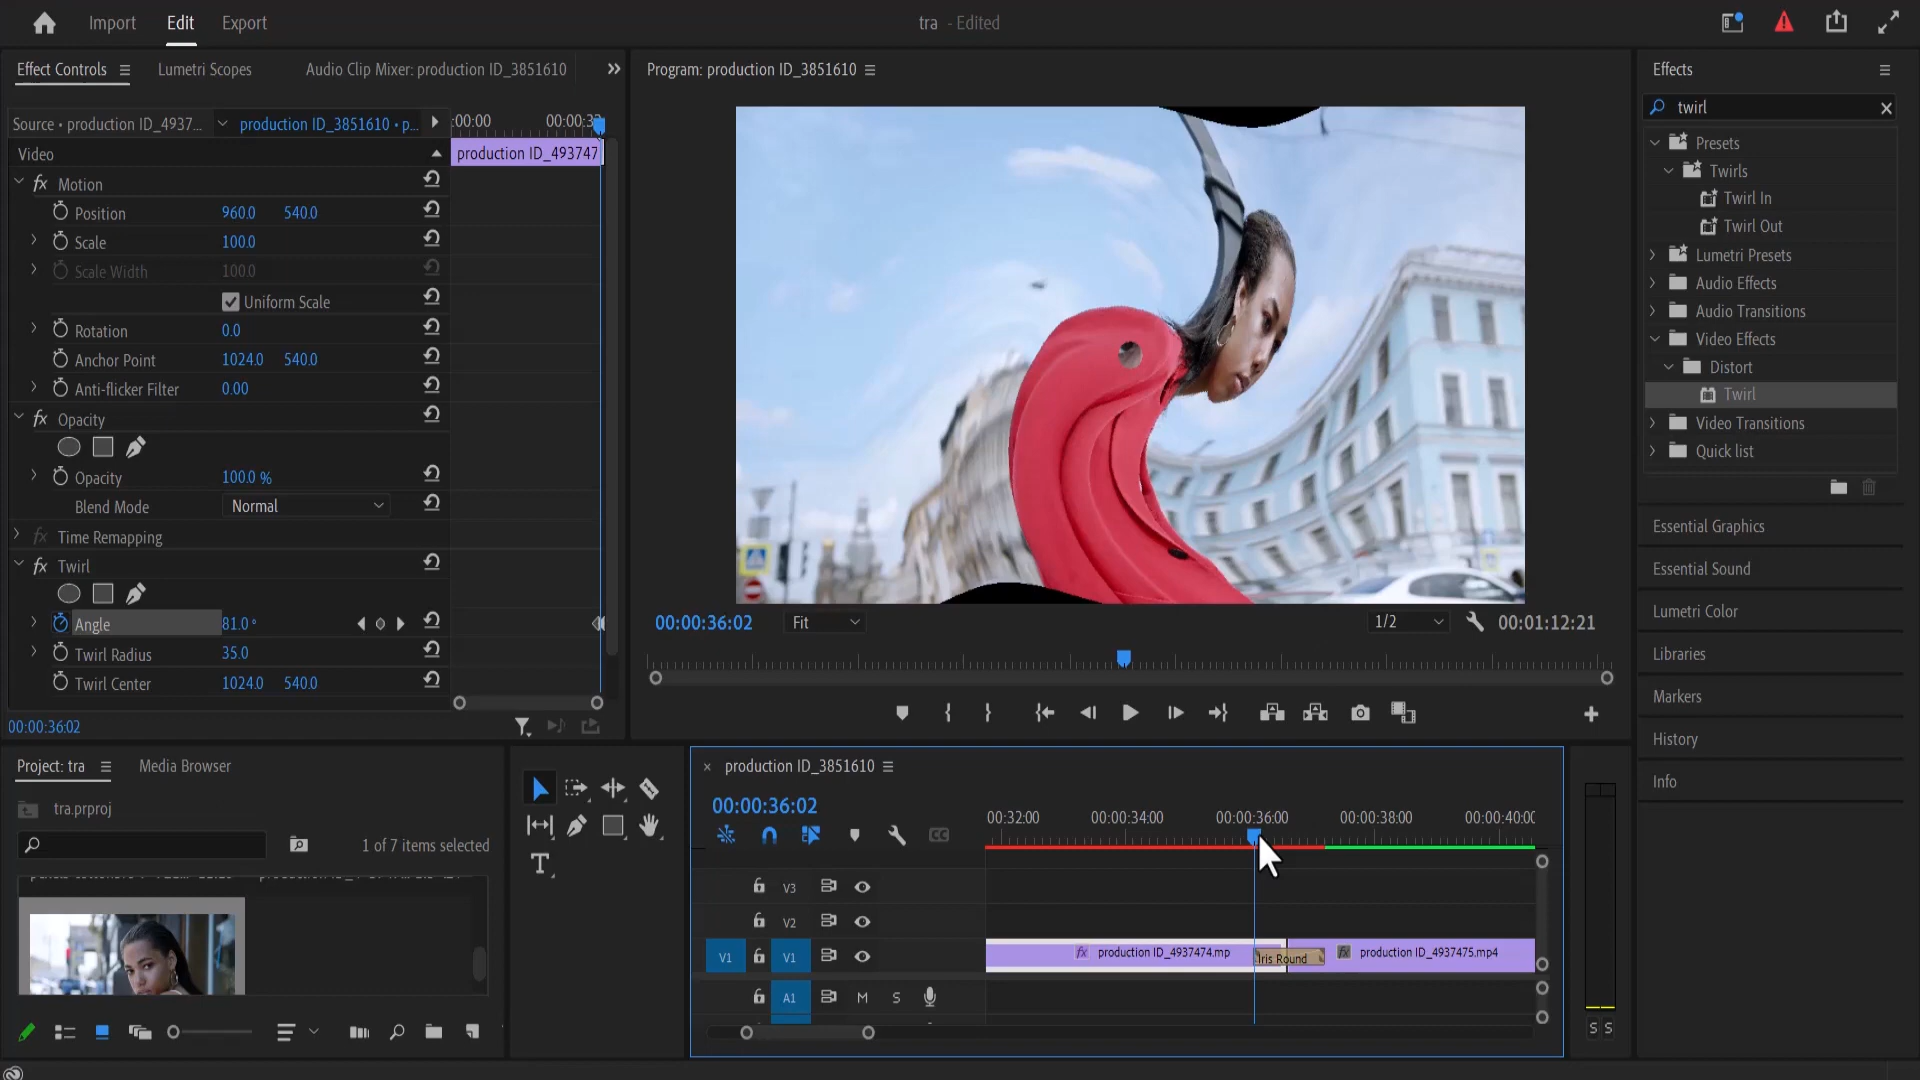 Import
Edit
Export
tra - Edited
Effect Controls
Lumetri Scopes
Audio Clip Mixer: production ID_3851610
Program: production ID_3851610
Effects
Source • production ID_4937...
production ID_3851610 • p...
:00:00
00:00:32
twirl
Video
production ID_493747
Presets
Motion
Twirls
Position 960.0 540.0
Twirl In
Scale 100.0
Twirl Out
Scale Width 100.0
Lumetri Presets
Uniform Scale
Audio Effects
Rotation 0.0
Audio Transitions
Anchor Point 1024.0 540.0
Video Effects
Anti-flicker Filter 0.00
Distort
fx Opacity
Twirl
Opacity 100.0 %
Video Transitions
Blend Mode Normal
Quick list
fx Time Remapping
fx Twirl
Essential Graphics
Angle 81.0 °
Essential Sound
Twirl Radius 35.0
Lumetri Color
Twirl Center 1024.0 540.0
Libraries
00:00:36:02 Fit 1/2 00:01:12:21
Markers
00:00:36:02
History
Info
Project: tra
Media Browser
production ID_3851610
tra.prproj
00:00:36:02
00:32:00 00:00:34:00 00:00:36:00 00:00:38:00 00:00:40:00
1 of 7 items selected
V3
V2
V1 V1
fx production ID_4937474.mp
Iris Round
fx production ID_4937475.mp4
A1 M S
S S
T